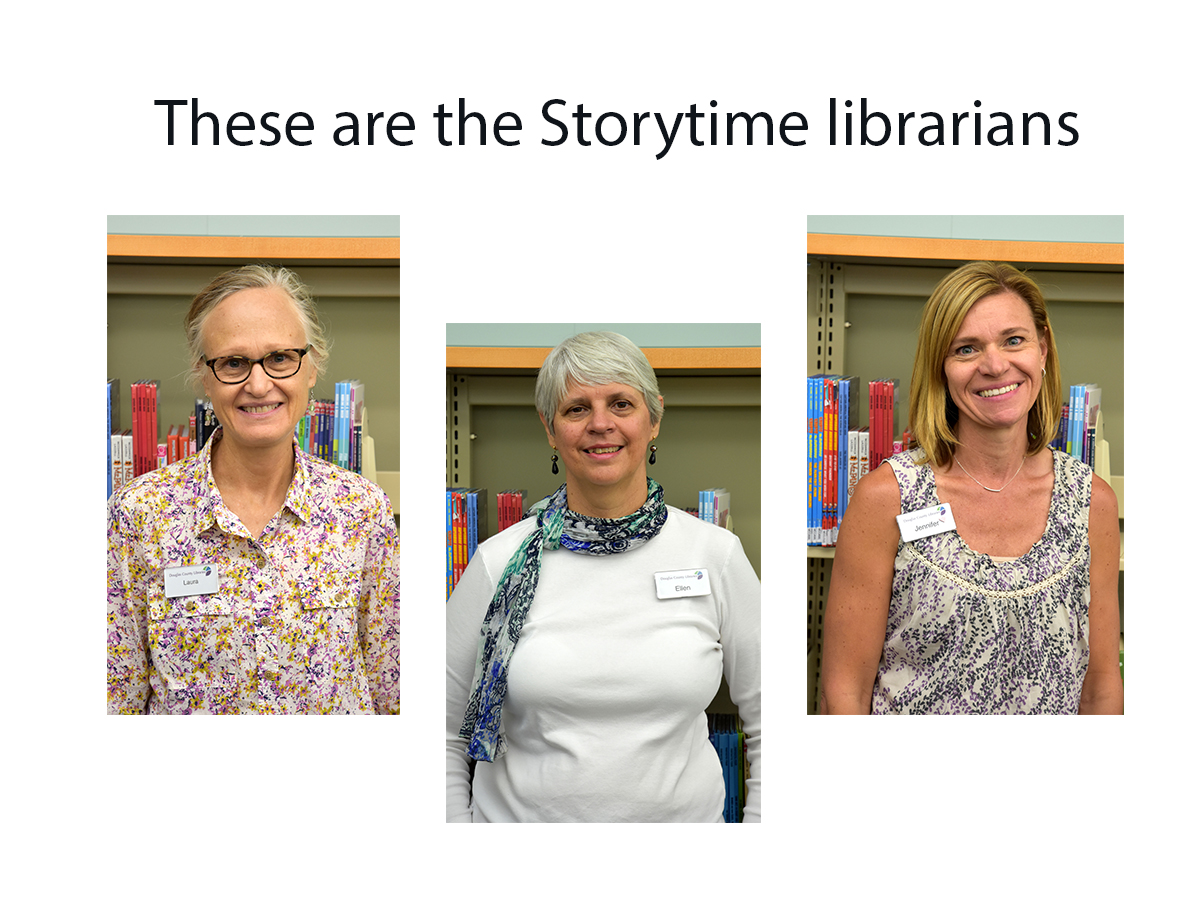 These are the Storytime librarians
Douglas County Libraries
Laura
Douglas County Libraries
Ellen
Douglas County Libraries
Jennifer